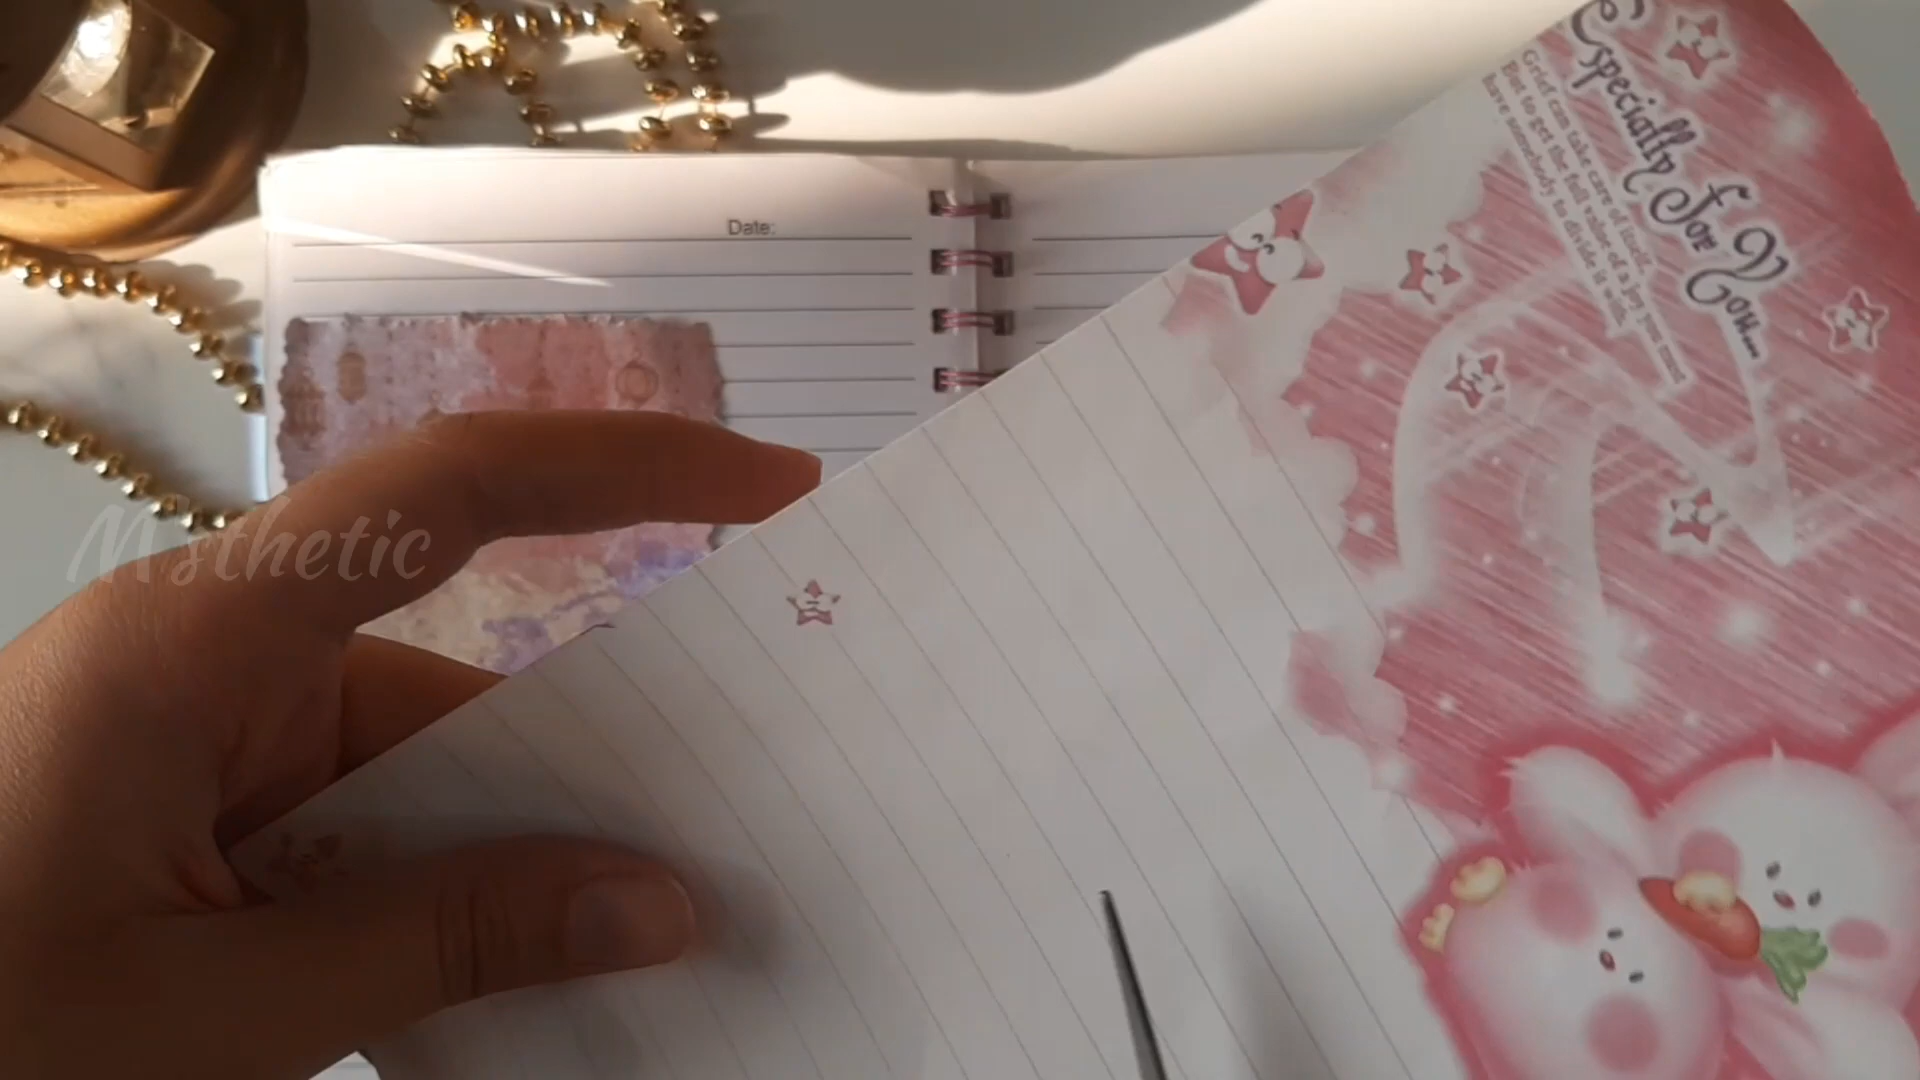 Date:
Especially For You...
Grief can take care of itself,
But to get the full value of a joy you must
have somebody to divide it with.
M'sthetic